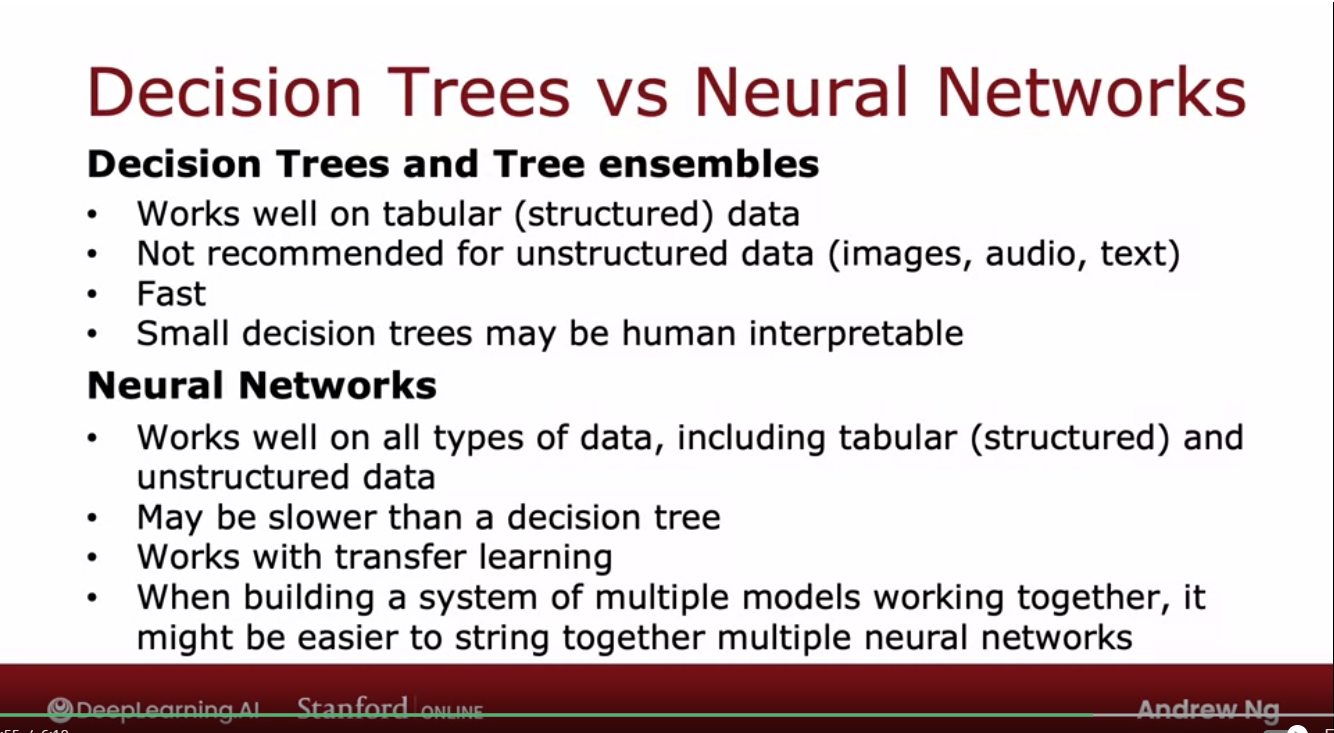 Decision Trees vs Neural Networks
Decision Trees and Tree ensembles
• Works well on tabular (structured) data
• Not recommended for unstructured data (images, audio, text)
• Fast
• Small decision trees may be human interpretable
Neural Networks
• Works well on all types of data, including tabular (structured) and
unstructured data
• May be slower than a decision tree
• Works with transfer learning
• When building a system of multiple models working together, it
might be easier to string together multiple neural networks
DeepLearning.AI Stanford ONLINE Andrew Ng